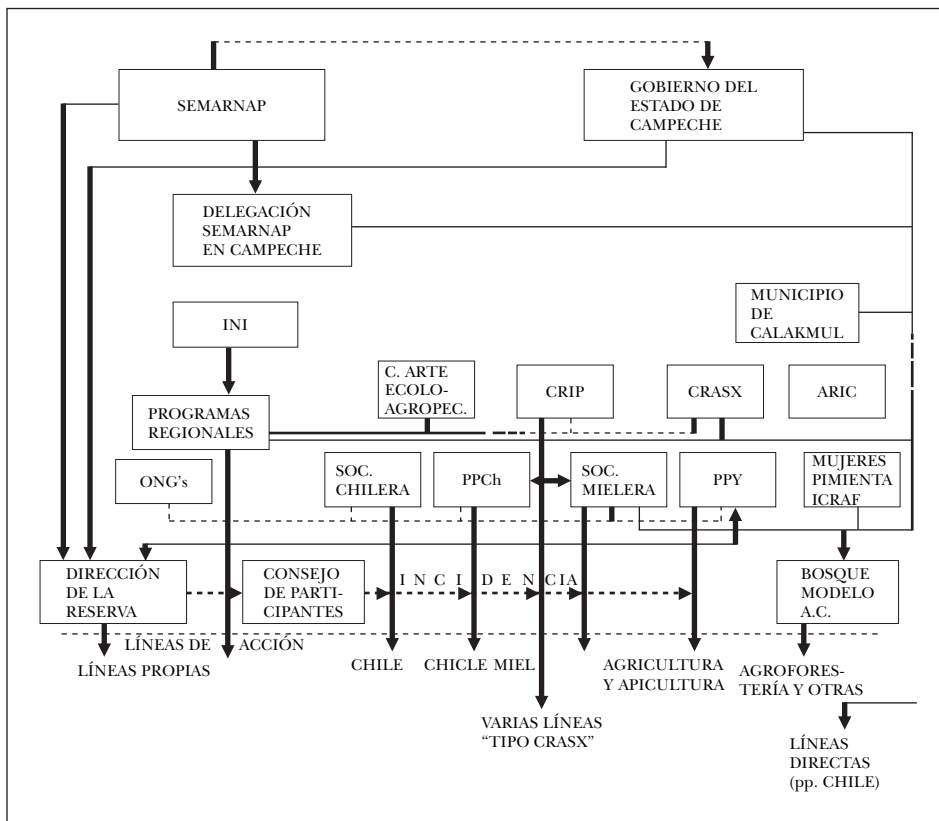 SEMARNAP
GOBIERNO DEL
ESTADO DE
CAMPECHE
DELEGACIÓN
SEMARNAP
EN CAMPECHE
MUNICIPIO
DE
CALAKMUL
INI
C. ARTE
ECOLO-
AGROPEC.
CRIP
CRASX
ARIC
PROGRAMAS
REGIONALES
ONG's
SOC.
CHILERA
PPCh
SOC.
MIELERA
PPY
MUJERES
PIMIENTA
ICRAF
DIRECCIÓN
DE LA
RESERVA
CONSEJO
DE PARTI-
CIPANTES
INCIDENCIA
BOSQUE
MODELO
A.C.
LÍNEAS DE ACCIÓN
LÍNEAS PROPIAS
CHILE
CHICLE MIEL
AGRICULTURA
Y APICULTURA
AGROFORES-
TERÍA Y OTRAS
VARIAS LÍNEAS
“TIPO CRASX”
LÍNEAS
DIRECTAS
(pp. CHILE)